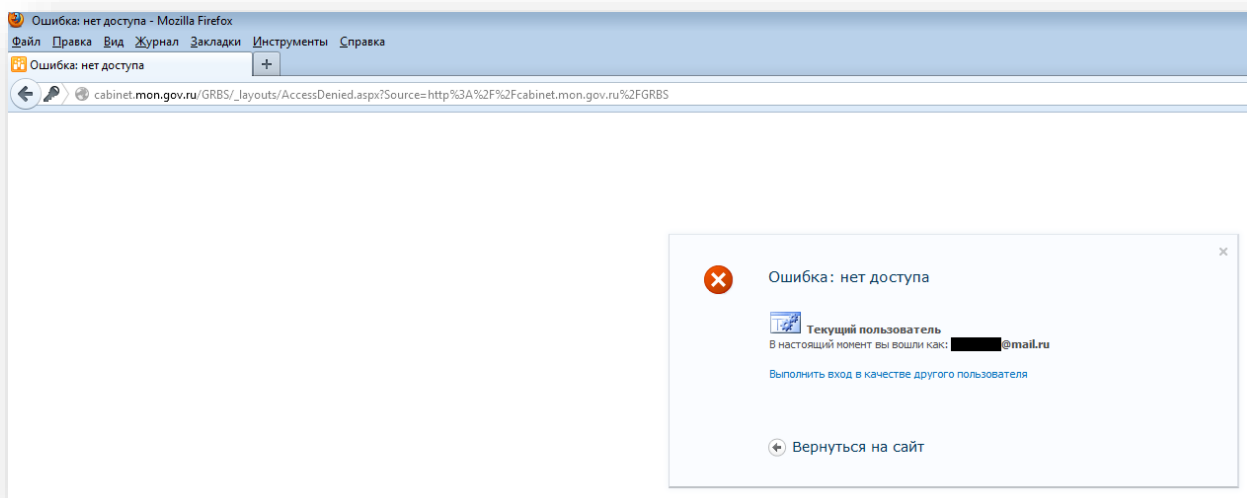 Ошибка: нет доступа - Mozilla Firefox
Файл Правка Вид Журнал Закладки Инструменты Справка
Ошибка: нет доступа +
cabinet.mon.gov.ru/GRBS/_layouts/AccessDenied.aspx?Source=http%3A%2F%2Fcabinet.mon.gov.ru%2FGRBS
Ошибка: нет доступа
Текущий пользователь
В настоящий момент вы вошли как: @mail.ru
Выполнить вход в качестве другого пользователя
Вернуться на сайт